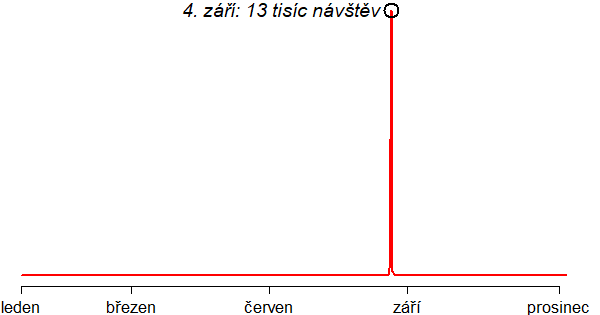 4. září: 13 tisíc návštěv
leden březen červen září prosinec